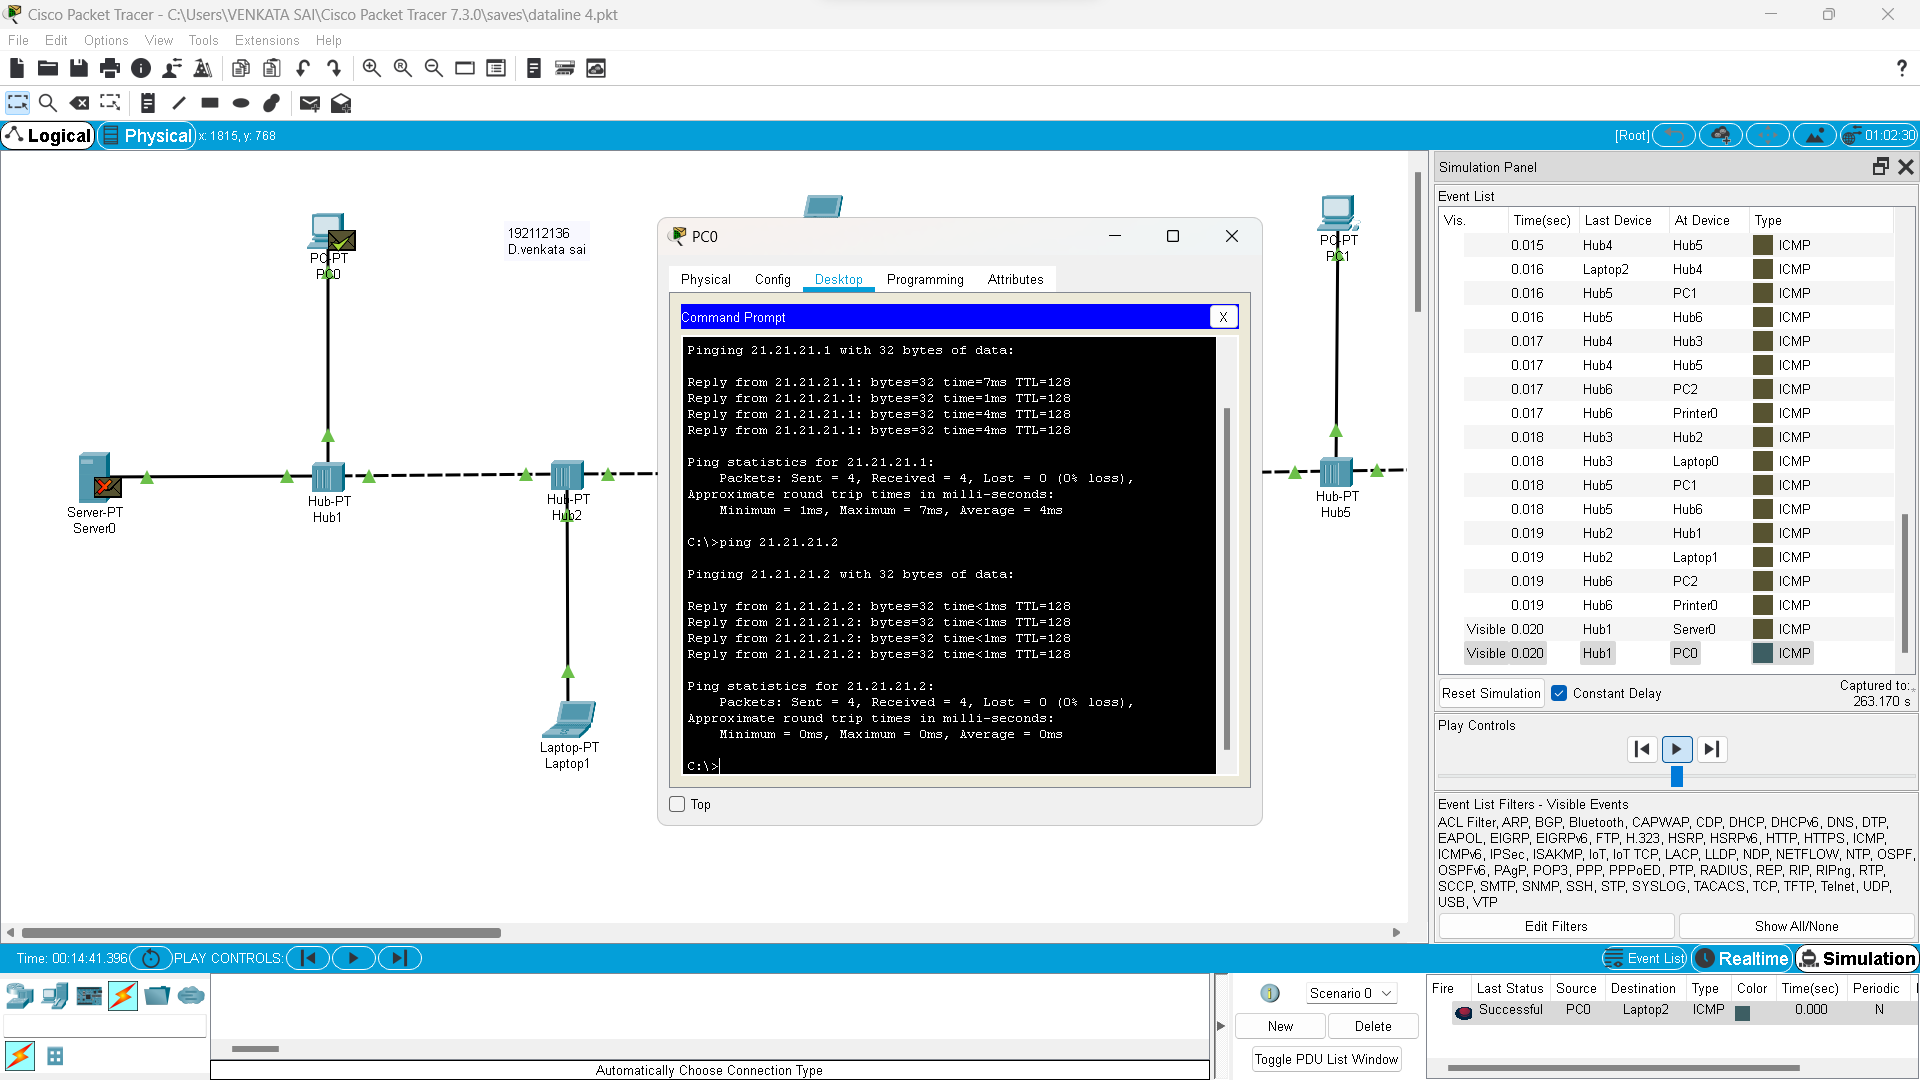 Cisco Packet Tracer - C:\Users\VENKATA SAI\Cisco Packet Tracer 7.3.0\saves\dataline 4.pkt
File Edit Options View Tools Extensions Help
?
Logical Physical x: 1815, y: 768 [Root] 01:02:30
192112136
D.venkata sai
PC-PT
PC0
Server-PT
Server0
Hub-PT
Hub1
Hub-PT
Hub2
Laptop-PT
Laptop1
PC-PT
PC1
Hub-PT
Hub5
PC0
Physical Config Desktop Programming Attributes
Command Prompt X
Pinging 21.21.21.1 with 32 bytes of data:
Reply from 21.21.21.1: bytes=32 time=7ms TTL=128
Reply from 21.21.21.1: bytes=32 time=1ms TTL=128
Reply from 21.21.21.1: bytes=32 time=4ms TTL=128
Reply from 21.21.21.1: bytes=32 time=4ms TTL=128
Ping statistics for 21.21.21.1:
Packets: Sent = 4, Received = 4, Lost = 0 (0% loss),
Approximate round trip times in milli-seconds:
Minimum = 1ms, Maximum = 7ms, Average = 4ms
C:\>ping 21.21.21.2
Pinging 21.21.21.2 with 32 bytes of data:
Reply from 21.21.21.2: bytes=32 time<1ms TTL=128
Reply from 21.21.21.2: bytes=32 time<1ms TTL=128
Reply from 21.21.21.2: bytes=32 time<1ms TTL=128
Reply from 21.21.21.2: bytes=32 time<1ms TTL=128
Ping statistics for 21.21.21.2:
Packets: Sent = 4, Received = 4, Lost = 0 (0% loss),
Approximate round trip times in milli-seconds:
Minimum = 0ms, Maximum = 0ms, Average = 0ms
C:\>
Top
Simulation Panel
Event List
Vis. Time(sec) Last Device At Device Type
0.015 Hub4 Hub5 ICMP
0.016 Laptop2 Hub4 ICMP
0.016 Hub5 PC1 ICMP
0.016 Hub5 Hub6 ICMP
0.017 Hub4 Hub3 ICMP
0.017 Hub4 Hub5 ICMP
0.017 Hub6 PC2 ICMP
0.017 Hub6 Printer0 ICMP
0.018 Hub3 Hub2 ICMP
0.018 Hub3 Laptop0 ICMP
0.018 Hub5 PC1 ICMP
0.018 Hub5 Hub6 ICMP
0.019 Hub2 Hub1 ICMP
0.019 Hub2 Laptop1 ICMP
0.019 Hub6 PC2 ICMP
0.019 Hub6 Printer0 ICMP
Visible 0.020 Hub1 Server0 ICMP
Visible 0.020 Hub1 PC0 ICMP
Reset Simulation Constant Delay Captured to:
263.170 s
Play Controls
Event List Filters - Visible Events
ACL Filter, ARP, BGP, Bluetooth, CAPWAP, CDP, DHCP, DHCPv6, DNS, DTP,
EAPOL, EIGRP, EIGRPv6, FTP, H.323, HSRP, HSRPv6, HTTP, HTTPS, ICMP,
ICMPv6, IPSec, ISAKMP, IoT, IoT TCP, LACP, LLDP, NDP, NETFLOW, NTP, OSPF,
OSPFv6, PAgP, POP3, PPP, PPPoED, PTP, RADIUS, REP, RIP, RIPng, RTP,
SCCP, SMTP, SNMP, SSH, STP, SYSLOG, TACACS, TCP, TFTP, Telnet, UDP,
USB, VTP
Edit Filters Show All/None
Time: 00:14:41.396 PLAY CONTROLS: Event List Realtime Simulation
Automatically Choose Connection Type
Scenario 0
New Delete
Toggle PDU List Window
Fire Last Status Source Destination Type Color Time(sec) Periodic
Successful PC0 Laptop2 ICMP 0.000 N